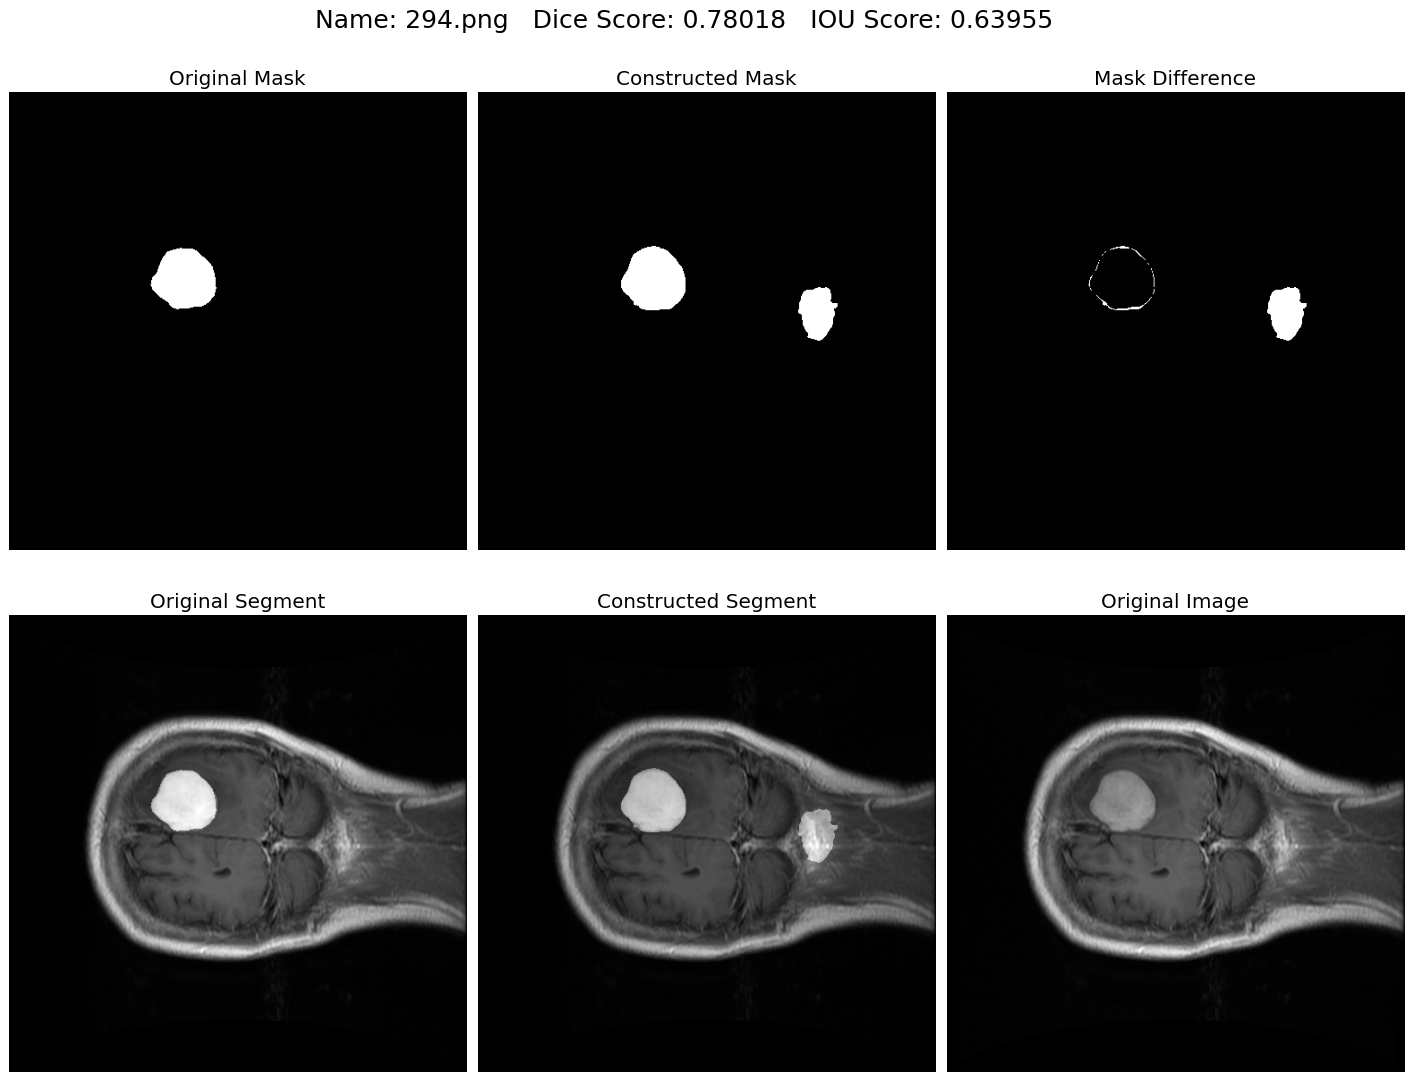 Name: 294.png   Dice Score: 0.78018   IOU Score: 0.63955
Original Mask
Constructed Mask
Mask Difference
Original Segment
Constructed Segment
Original Image